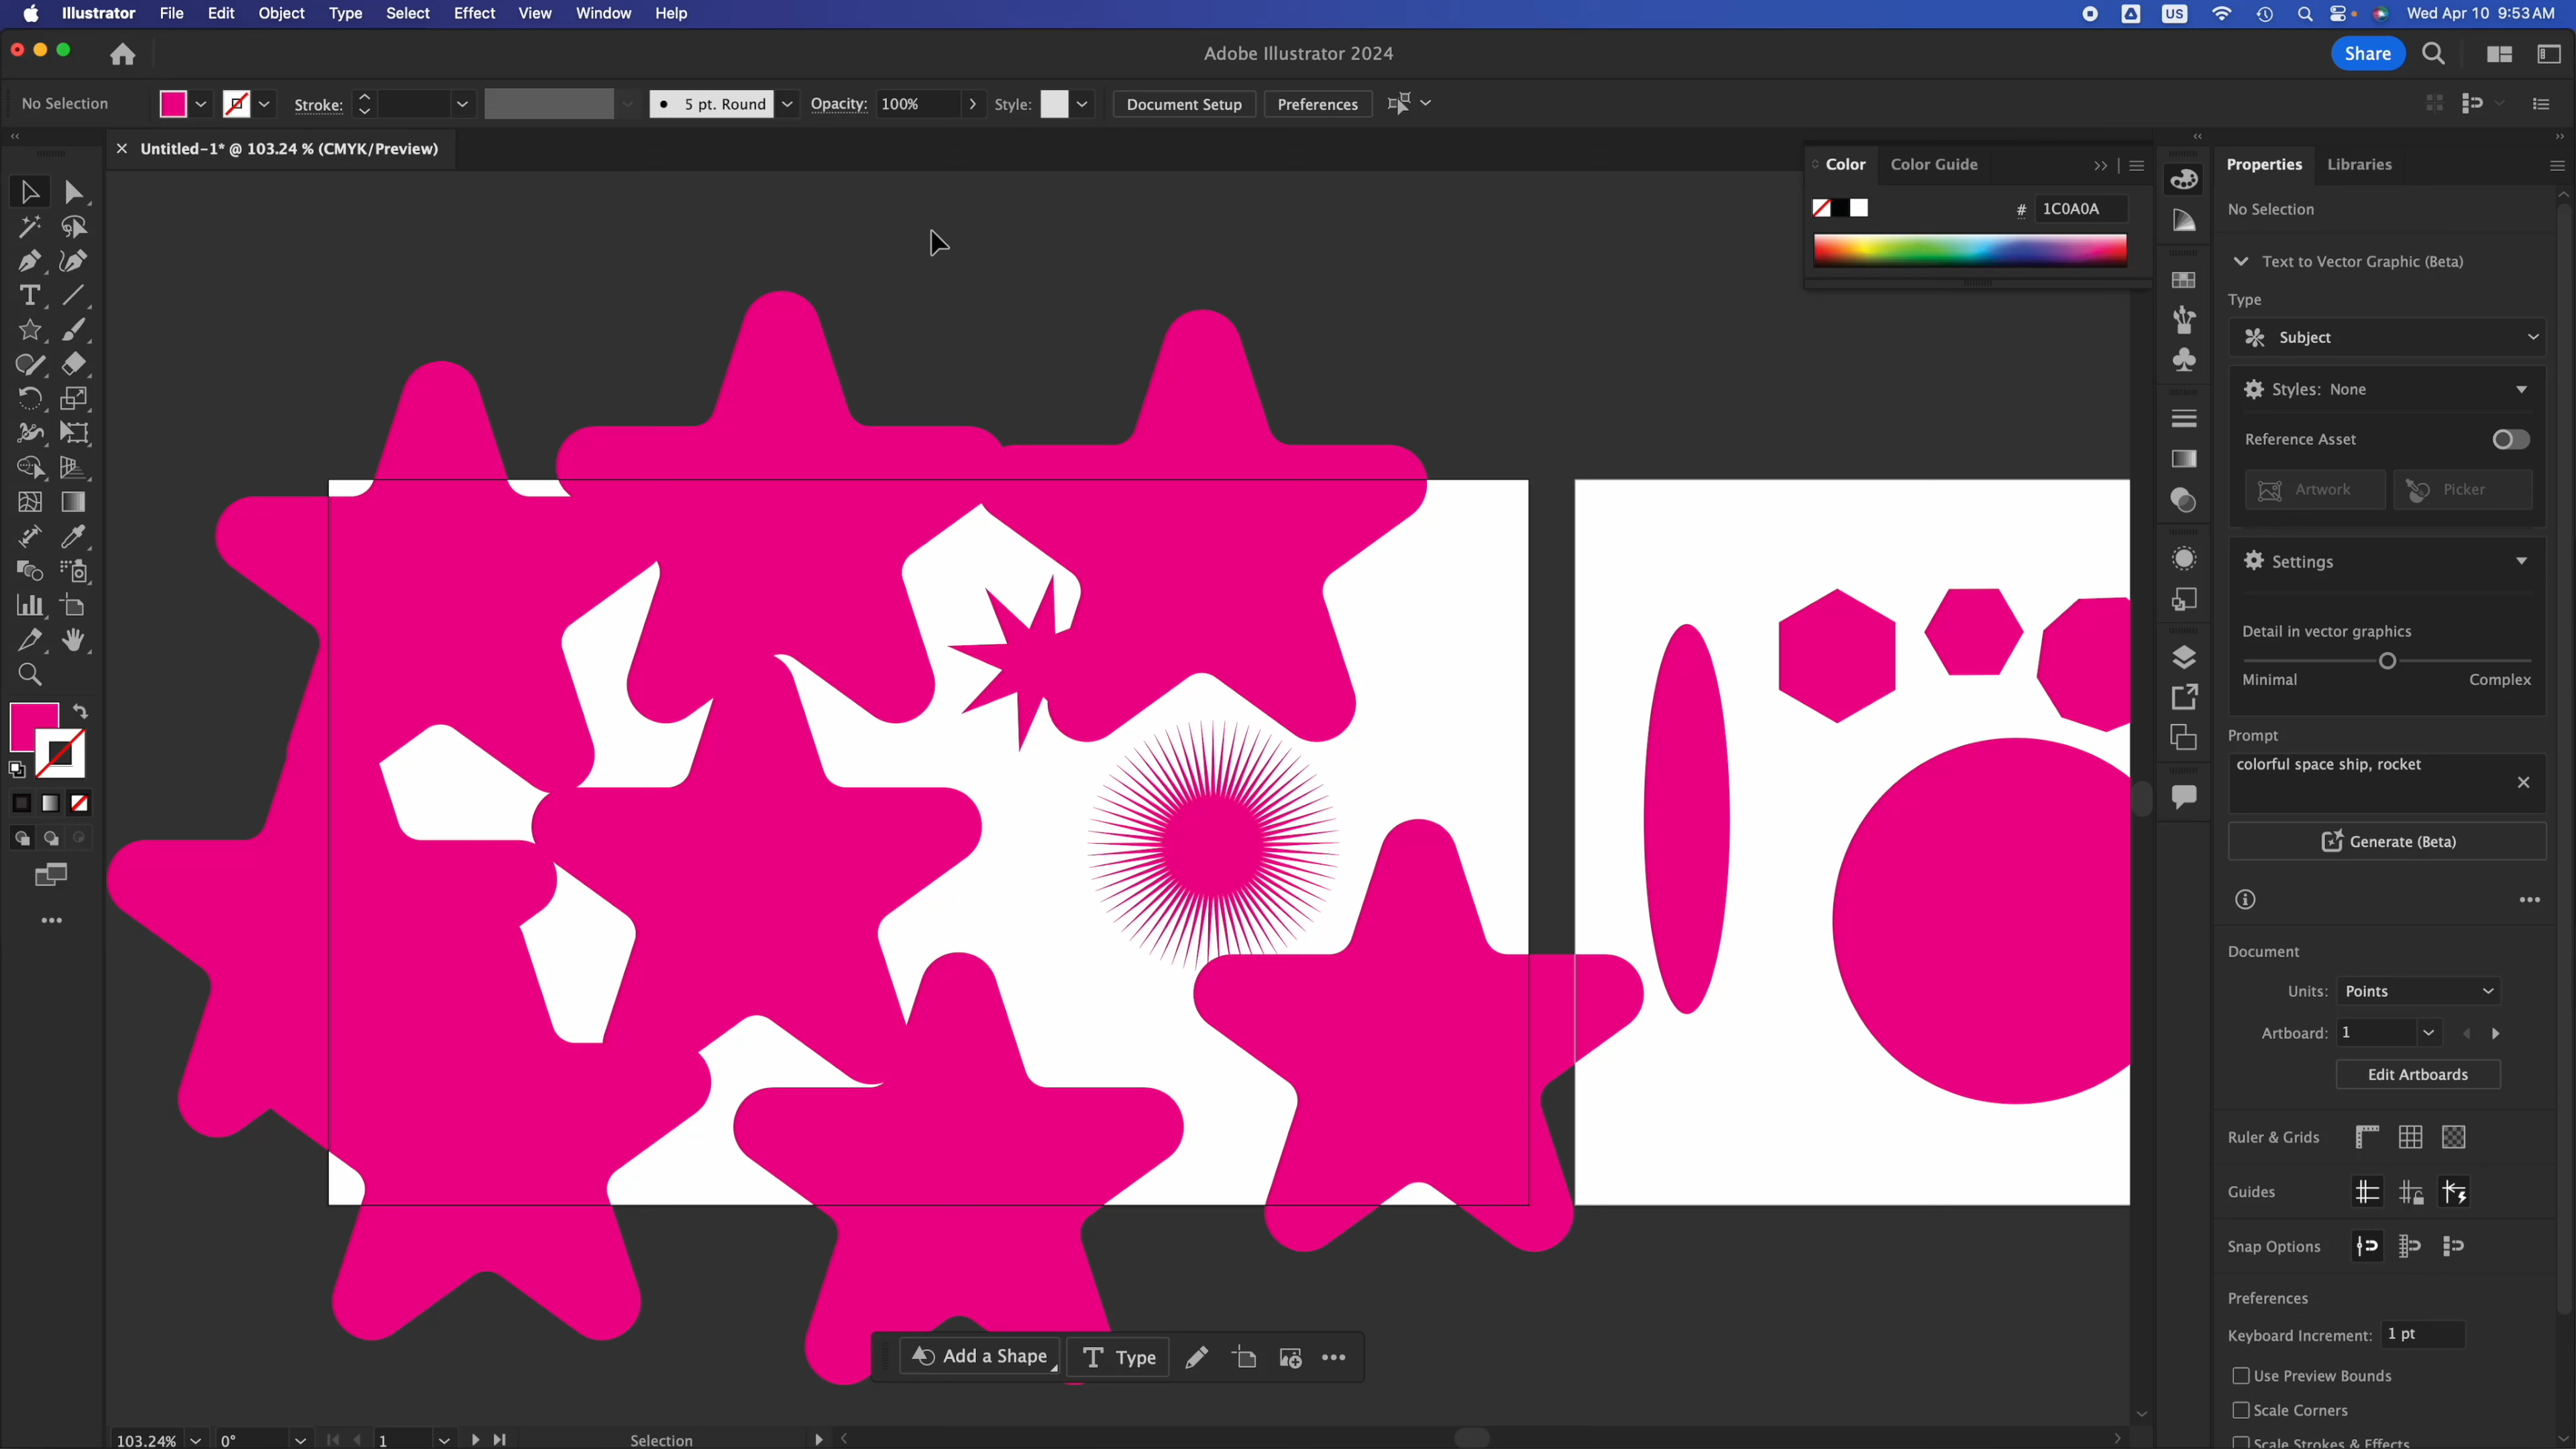 Illustrator File Edit Object Type Select Effect View Window Help
US
Wed Apr 10 9:53 AM
Adobe Illustrator 2024
Share
No Selection
Stroke:
5 pt. Round
Opacity: 100%
Style:
Document Setup
Preferences
Untitled-1* @ 103.24 % (CMYK/Preview)
Color
Color Guide
# 1C0A0A
Properties
Libraries
No Selection
Text to Vector Graphic (Beta)
Type
Subject
Styles: None
Reference Asset
Artwork
Picker
Settings
Detail in vector graphics
Minimal
Complex
Prompt
colorful space ship, rocket
Generate (Beta)
Document
Units: Points
Artboard: 1
Edit Artboards
Ruler & Grids
Guides
Snap Options
Preferences
Keyboard Increment: 1 pt
Use Preview Bounds
Scale Corners
Scale Strokes & Effects
Add a Shape
Type
103.24%
0°
1
Selection